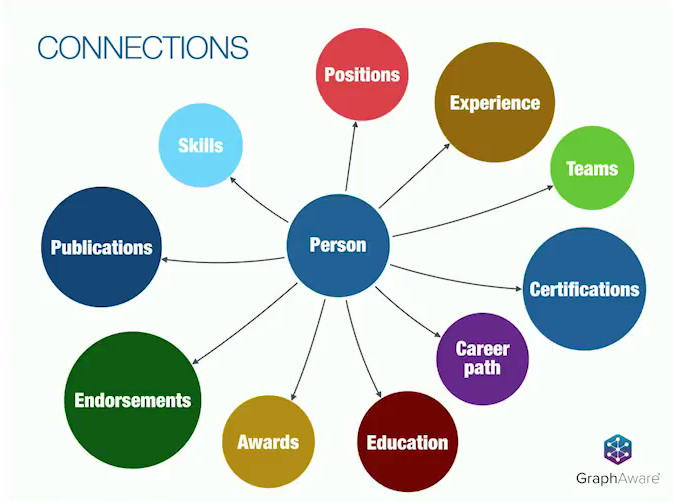 CONNECTIONS
Positions
Experience
Skills
Teams
Person
Publications
Certifications
Career
path
Endorsements
Awards
Education
GraphAware®